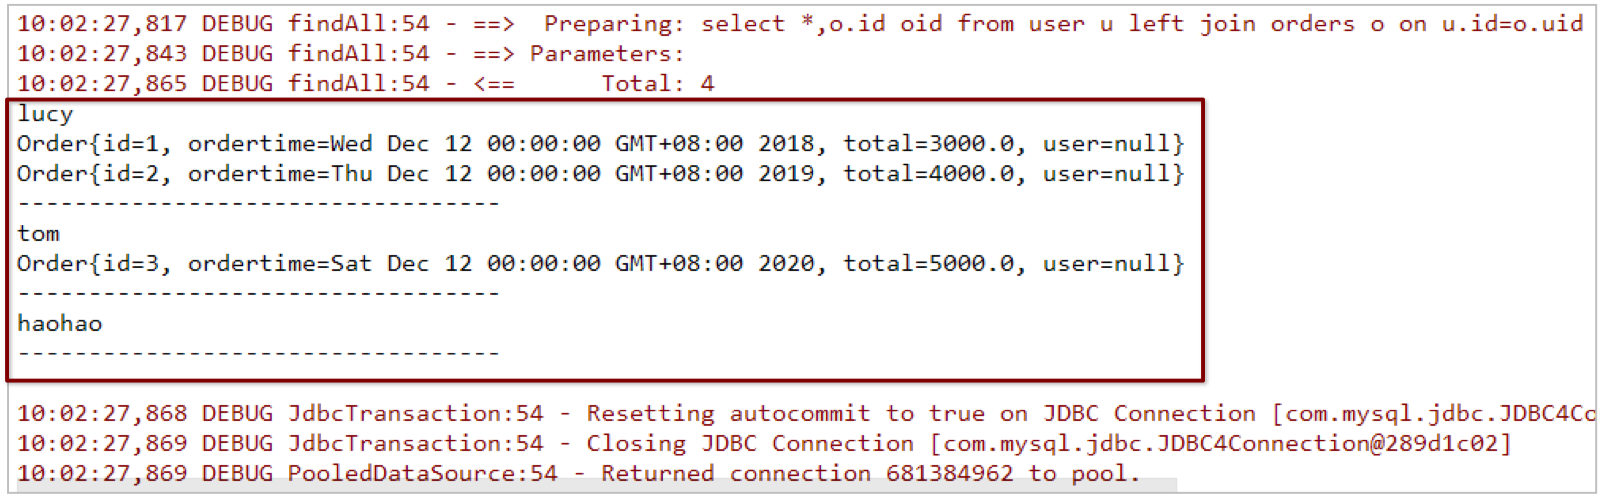 10:02:27,817 DEBUG findAll:54 - ==>  Preparing: select *,o.id oid from user u left join orders o on u.id=o.uid
10:02:27,843 DEBUG findAll:54 - ==> Parameters:
10:02:27,865 DEBUG findAll:54 - <==      Total: 4
lucy
Order{id=1, ordertime=Wed Dec 12 00:00:00 GMT+08:00 2018, total=3000.0, user=null}
Order{id=2, ordertime=Thu Dec 12 00:00:00 GMT+08:00 2019, total=4000.0, user=null}
----------------------------------
tom
Order{id=3, ordertime=Sat Dec 12 00:00:00 GMT+08:00 2020, total=5000.0, user=null}
----------------------------------
haohao
----------------------------------
10:02:27,868 DEBUG JdbcTransaction:54 - Resetting autocommit to true on JDBC Connection [com.mysql.jdbc.JDBC4Co
10:02:27,869 DEBUG JdbcTransaction:54 - Closing JDBC Connection [com.mysql.jdbc.JDBC4Connection@289d1c02]
10:02:27,869 DEBUG PooledDataSource:54 - Returned connection 681384962 to pool.